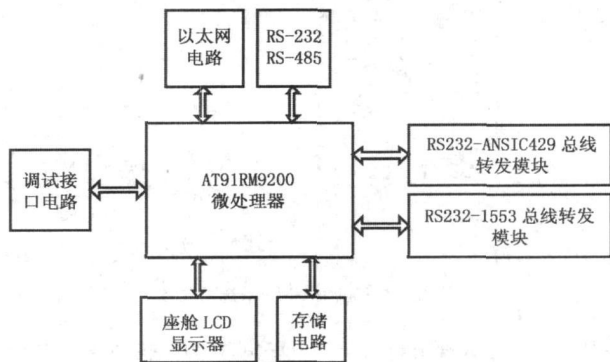 以太网
电路
RS-232
RS-485
调试接
口电路
AT91RM9200
微处理器
RS232-ANSIC429 总线
转发模块
RS232-1553 总线转发
模块
座舱 LCD
显示器
存储
电路